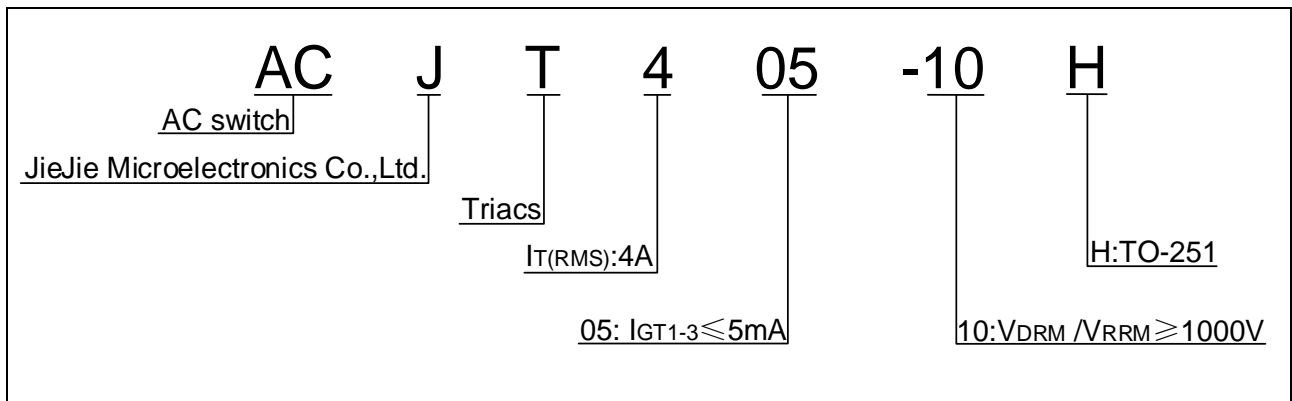 AC J T 4 05 -10 H
AC switch
JieJie Microelectronics Co.,Ltd.
Triacs
IT(RMS):4A
H:TO-251
05: IGT1-3≦5mA
10:VDRM /VRRM≧1000V